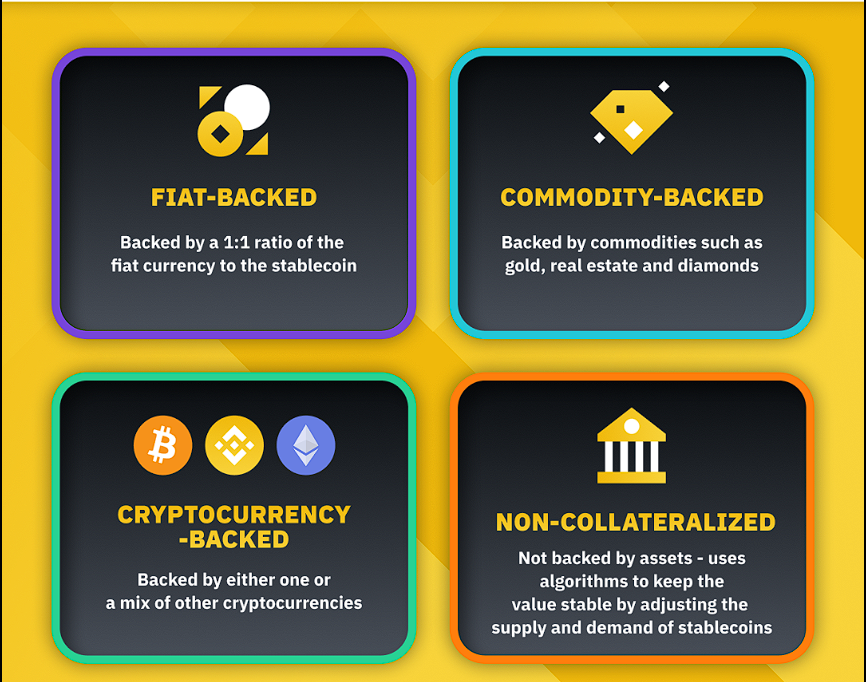 FIAT-BACKED
Backed by a 1:1 ratio of the
fiat currency to the stablecoin
COMMODITY-BACKED
Backed by commodities such as
gold, real estate and diamonds
CRYPTOCURRENCY
-BACKED
Backed by either one or
a mix of other cryptocurrencies
NON-COLLATERALIZED
Not backed by assets - uses
algorithms to keep the
value stable by adjusting the
supply and demand of stablecoins